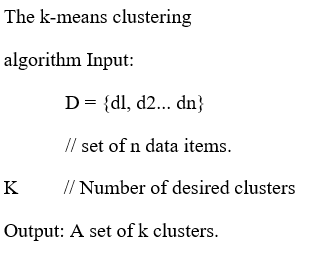 The k-means clustering
algorithm Input:
D = {dl, d2... dn}
// set of n data items.
K // Number of desired clusters
Output: A set of k clusters.